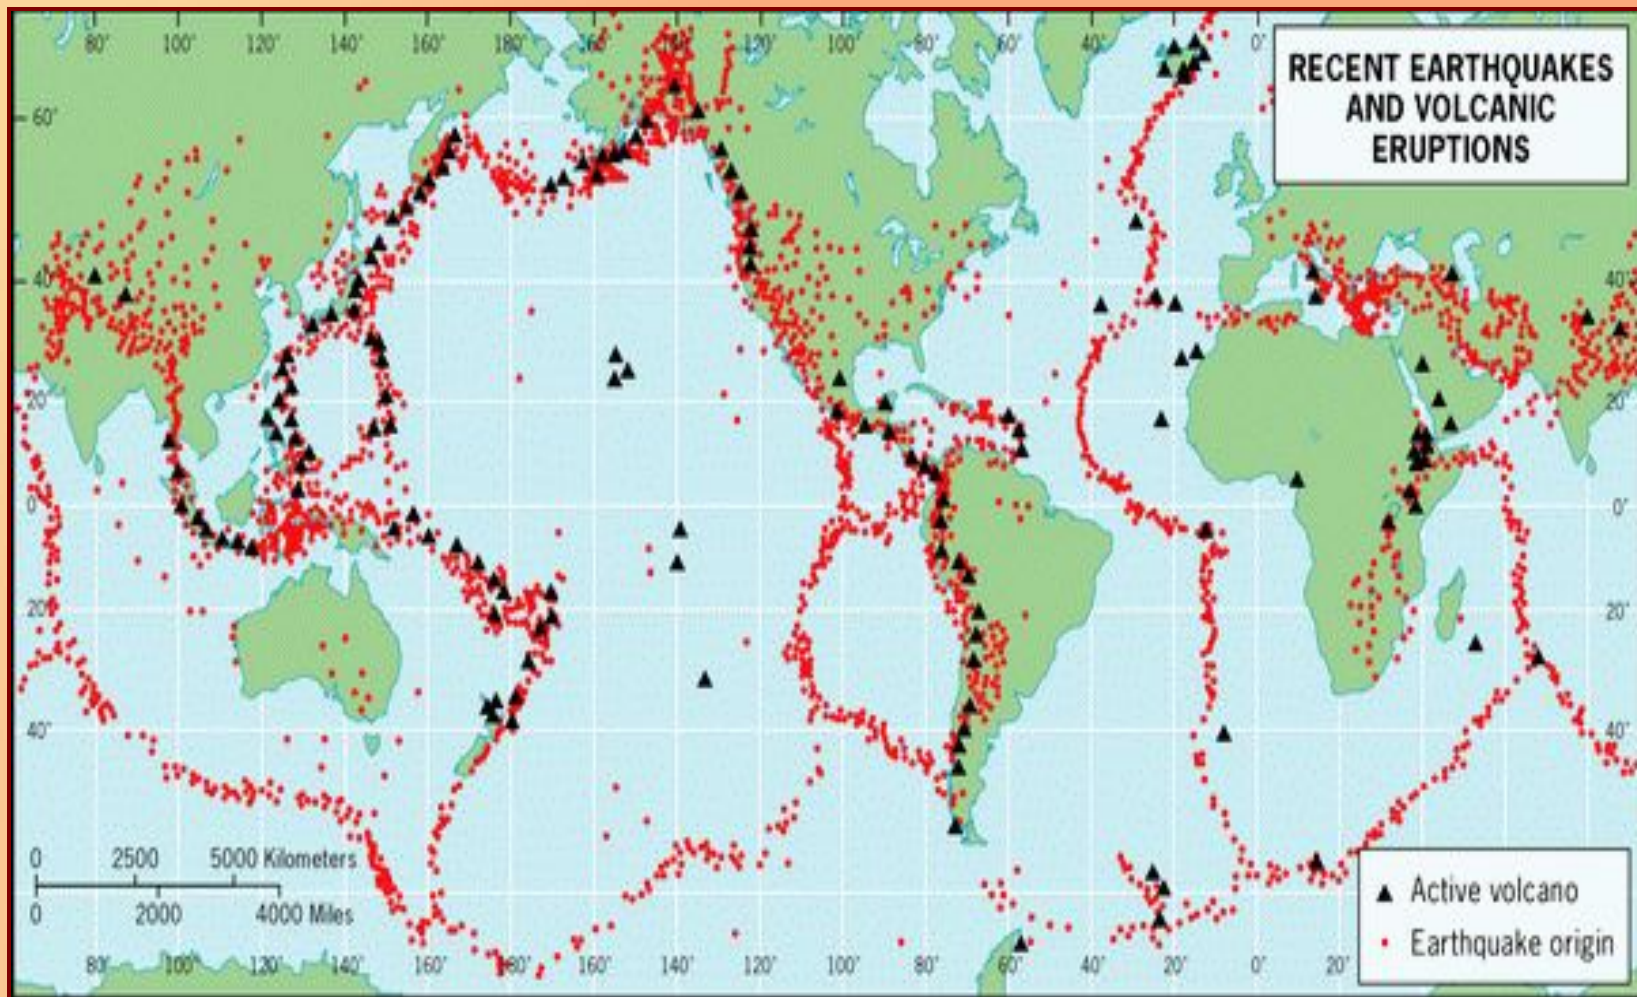 80° 100° 120° 140° 160° 180° 160° 140° 120° 100° 80° 60° 40° 20° 0°
RECENT EARTHQUAKES
AND VOLCANIC
ERUPTIONS
60°
40° 40°
20° 20°
0° 0°
20° 20°
40° 40°
0 2500 5000 Kilometers
0 2000 4000 Miles
Active volcano
Earthquake origin
80° 100° 120° 140° 160° 180° 160° 140° 120° 100° 80° 60° 40° 20° 0° 20°